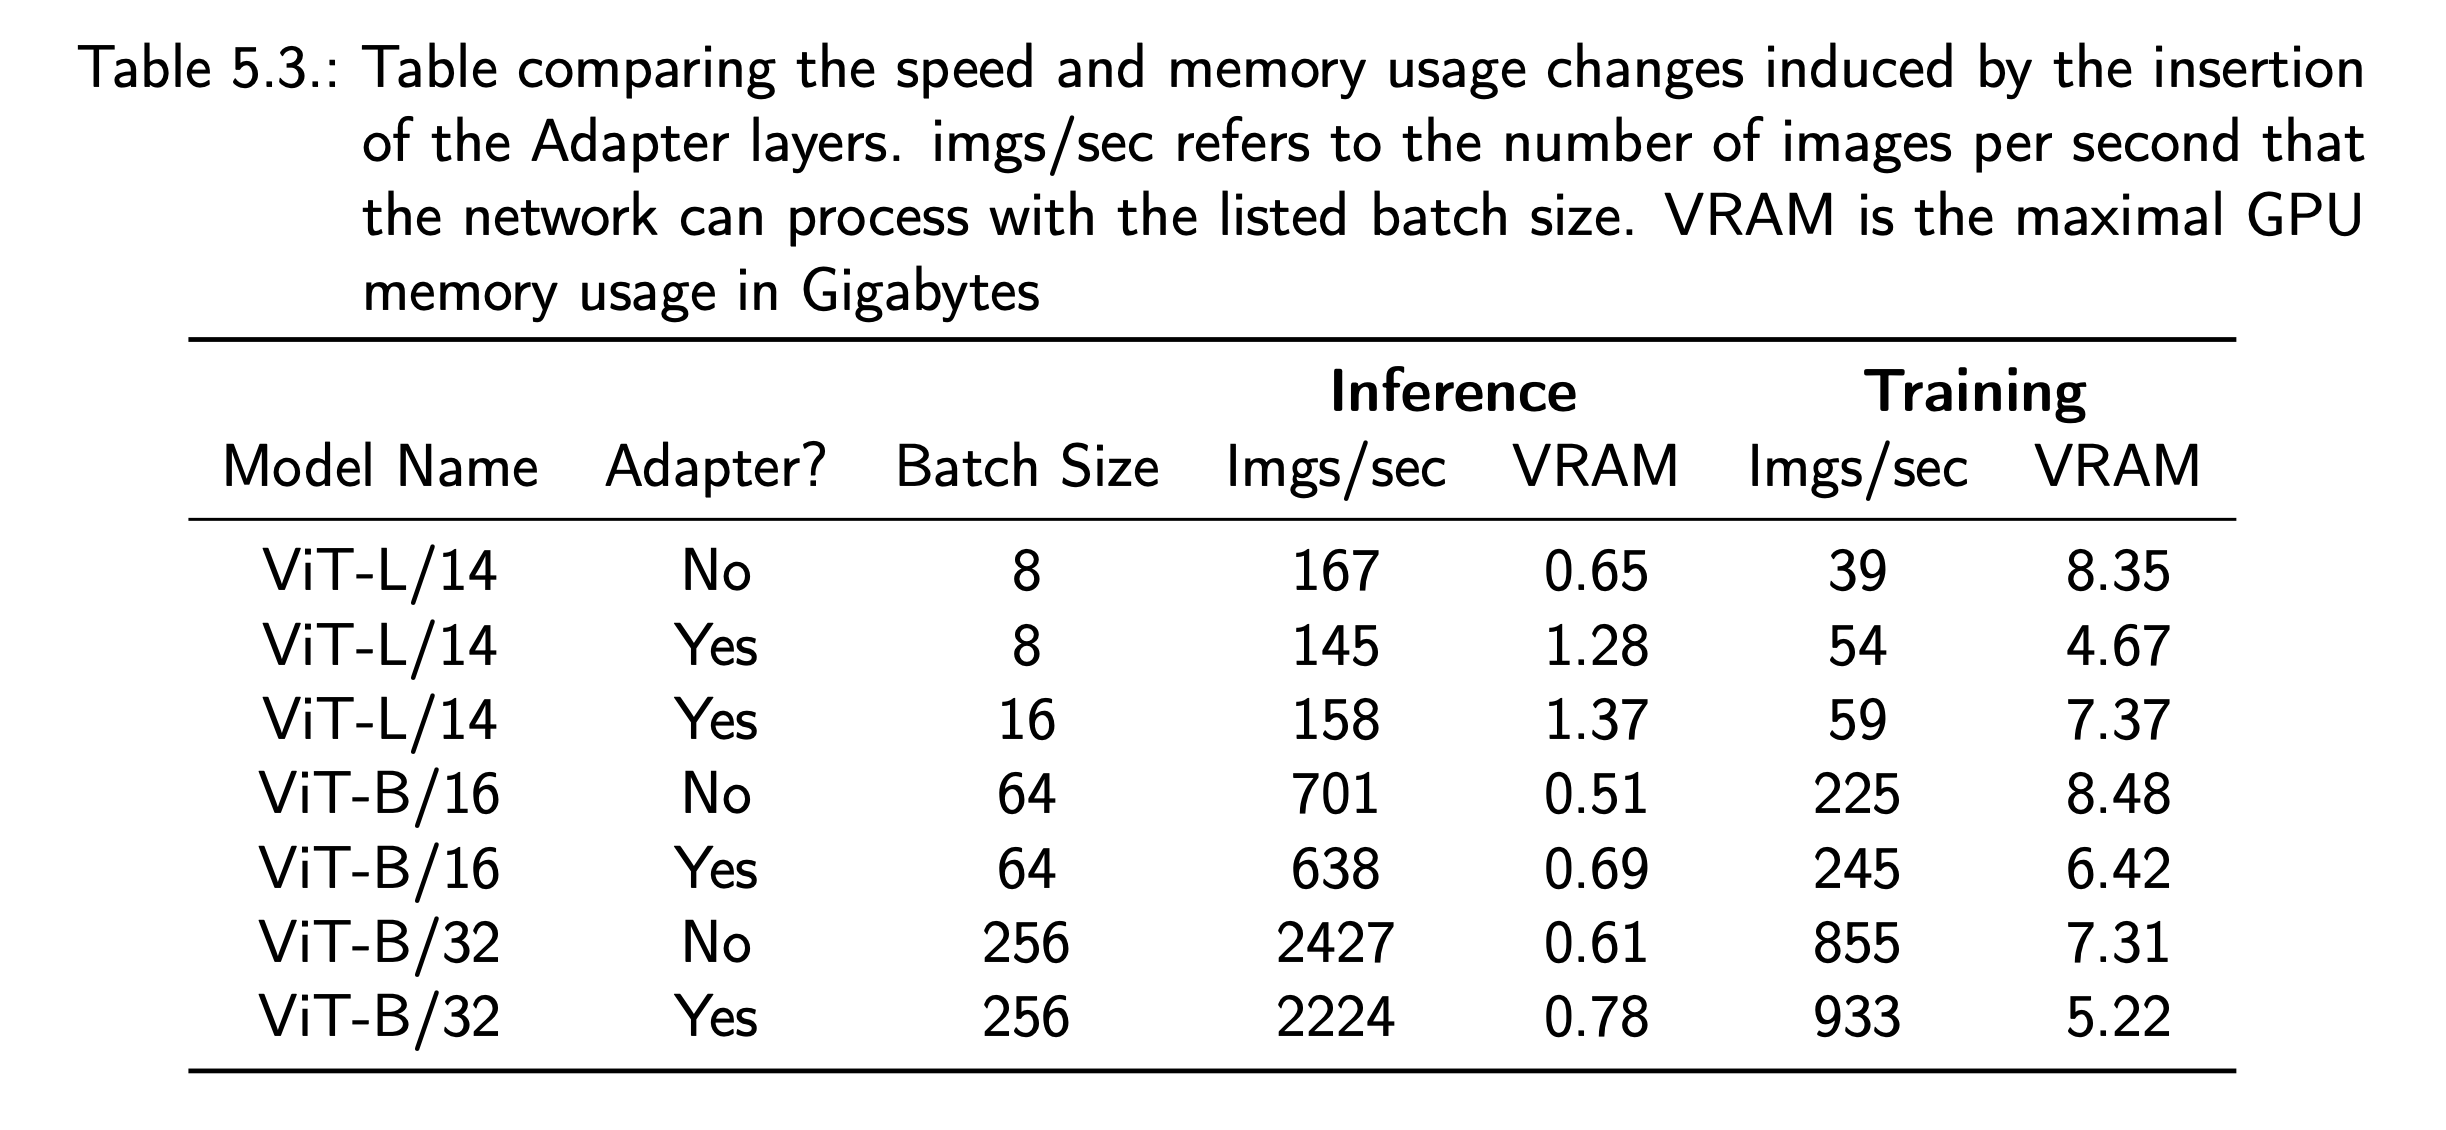 Table 5.3.: Table comparing the speed and memory usage changes induced by the insertion
of the Adapter layers. imgs/sec refers to the number of images per second that
the network can process with the listed batch size. VRAM is the maximal GPU
memory usage in Gigabytes
Inference Training
Model Name Adapter? Batch Size Imgs/sec VRAM Imgs/sec VRAM
ViT-L/14 No 8 167 0.65 39 8.35
ViT-L/14 Yes 8 145 1.28 54 4.67
ViT-L/14 Yes 16 158 1.37 59 7.37
ViT-B/16 No 64 701 0.51 225 8.48
ViT-B/16 Yes 64 638 0.69 245 6.42
ViT-B/32 No 256 2427 0.61 855 7.31
ViT-B/32 Yes 256 2224 0.78 933 5.22